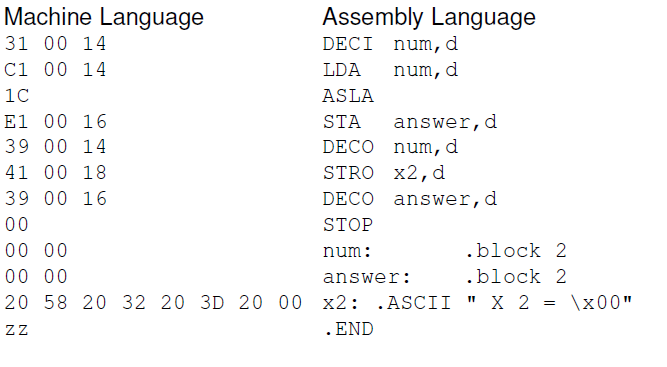 Machine Language Assembly Language
31 00 14 DECI num,d
C1 00 14 LDA num,d
1C ASLA
E1 00 16 STA answer,d
39 00 14 DECO num,d
41 00 18 STRO x2,d
39 00 16 DECO answer,d
00 STOP
00 00 num: .block 2
00 00 answer: .block 2
20 58 20 32 20 3D 20 00 x2: .ASCII " X 2 = \x00"
zz .END